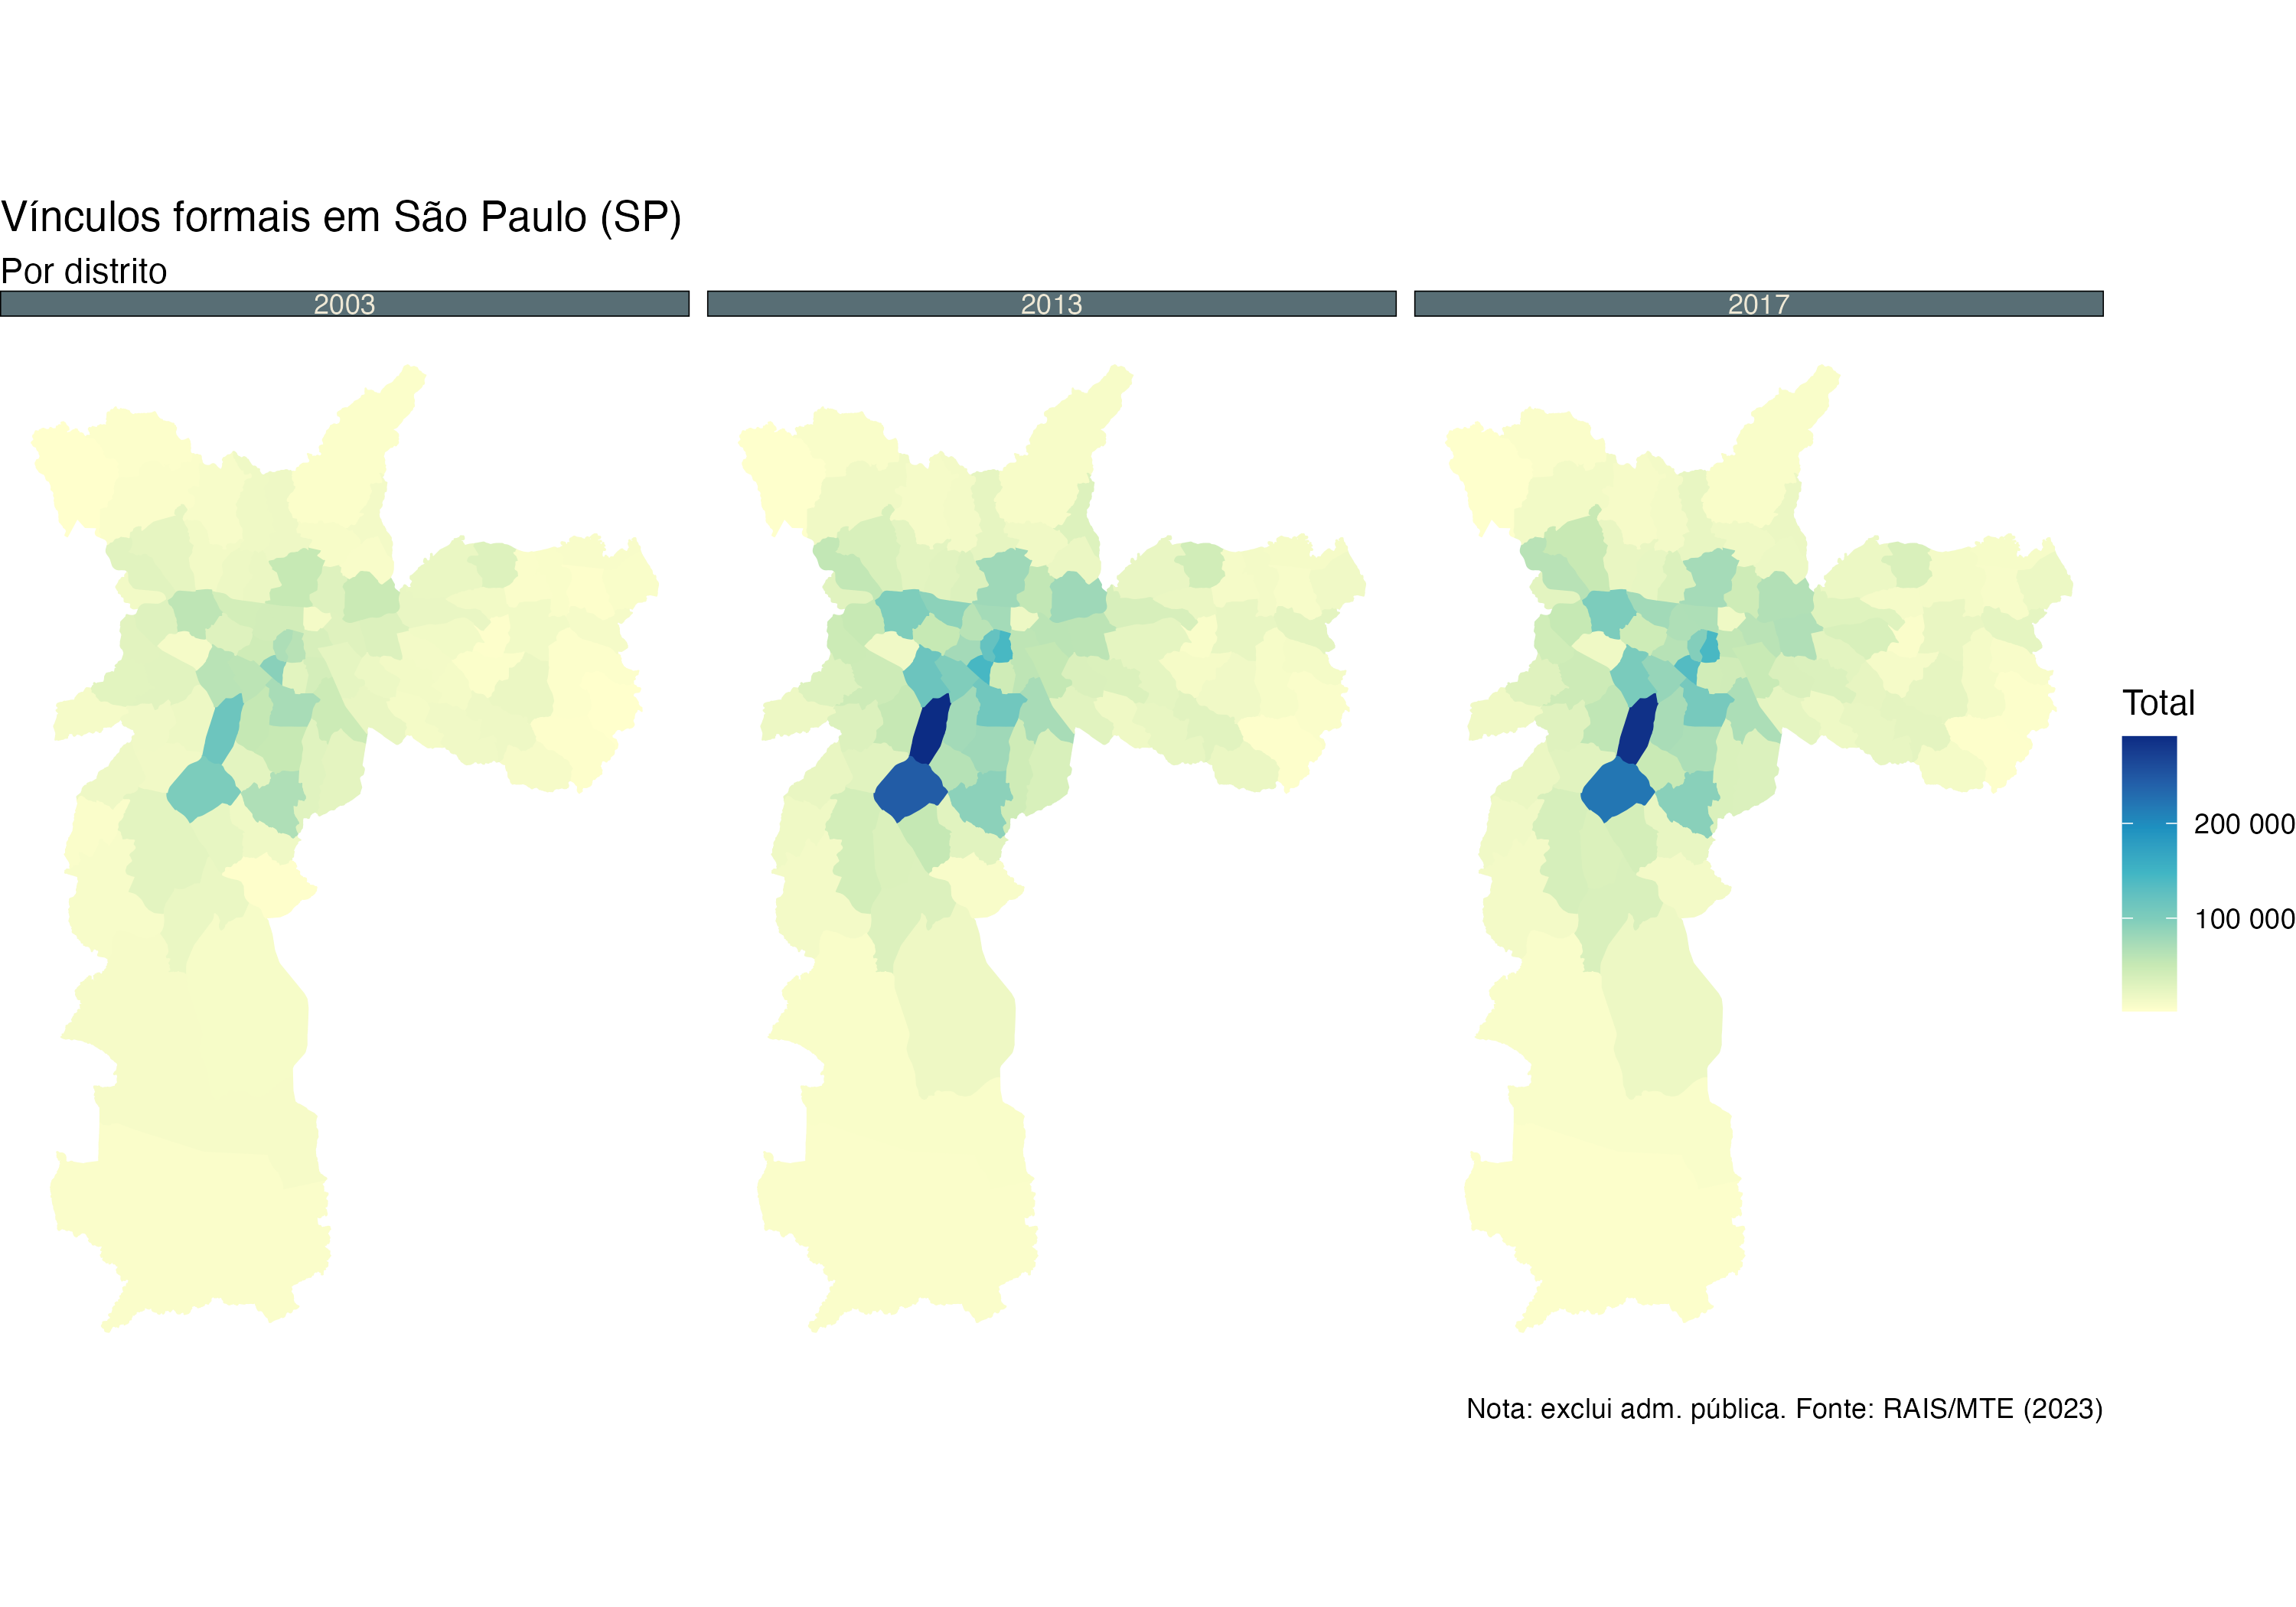 Vínculos formais em São Paulo (SP)
Por distrito
2003
2013
2017
Total
200 000
100 000
Nota: exclui adm. pública. Fonte: RAIS/MTE (2023)